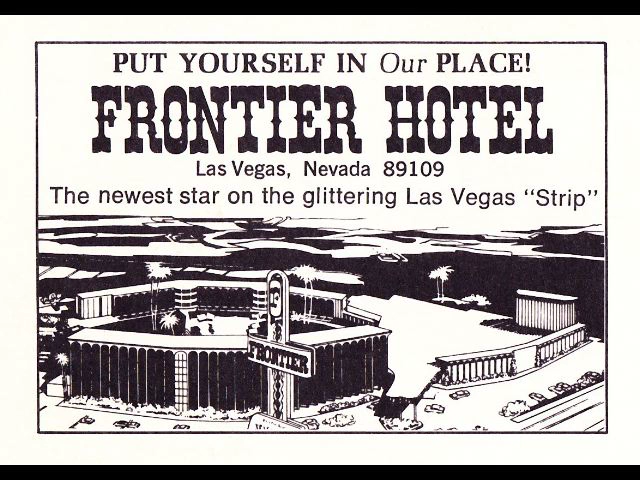 PUT YOURSELF IN Our PLACE!
FRONTIER HOTEL
Las Vegas, Nevada 89109
The newest star on the glittering Las Vegas "Strip"
F
FRONTIER